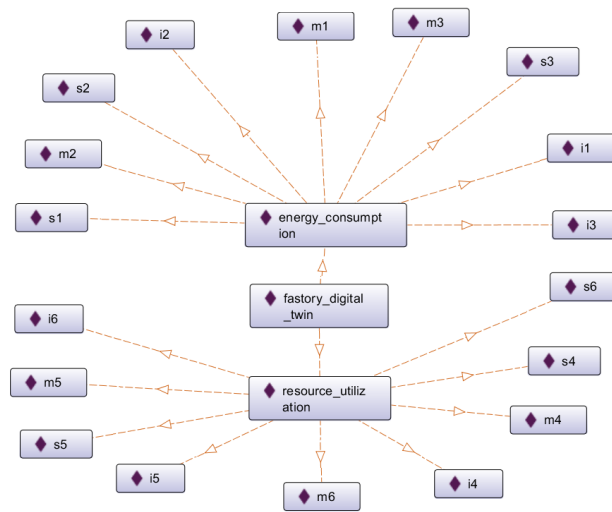 m1
m3
i2
s3
s2
i1
m2
s1
energy_consumpt
ion
i3
fastory_digital
_twin
s6
i6
s4
m5
resource_utiliz
ation
m4
s5
i5
i4
m6